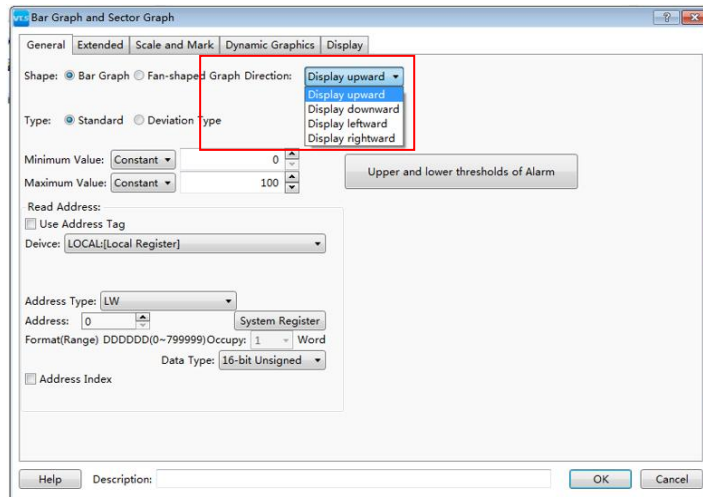 VT.S Bar Graph and Sector Graph
General Extended Scale and Mark Dynamic Graphics Display
Shape: Bar Graph Fan-shaped Graph Direction: Display upward
Display upward
Display downward
Display leftward
Display rightward
Type: Standard Deviation Type
Minimum Value: Constant 0
Maximum Value: Constant 100
Upper and lower thresholds of Alarm
Read Address:
Use Address Tag
Deivce: LOCAL:[Local Register]
Address Type: LW
Address: 0 System Register
Format(Range) DDDDDD(0~799999)Occupy: 1 Word
Data Type: 16-bit Unsigned
Address Index
Help Description: OK Cancel